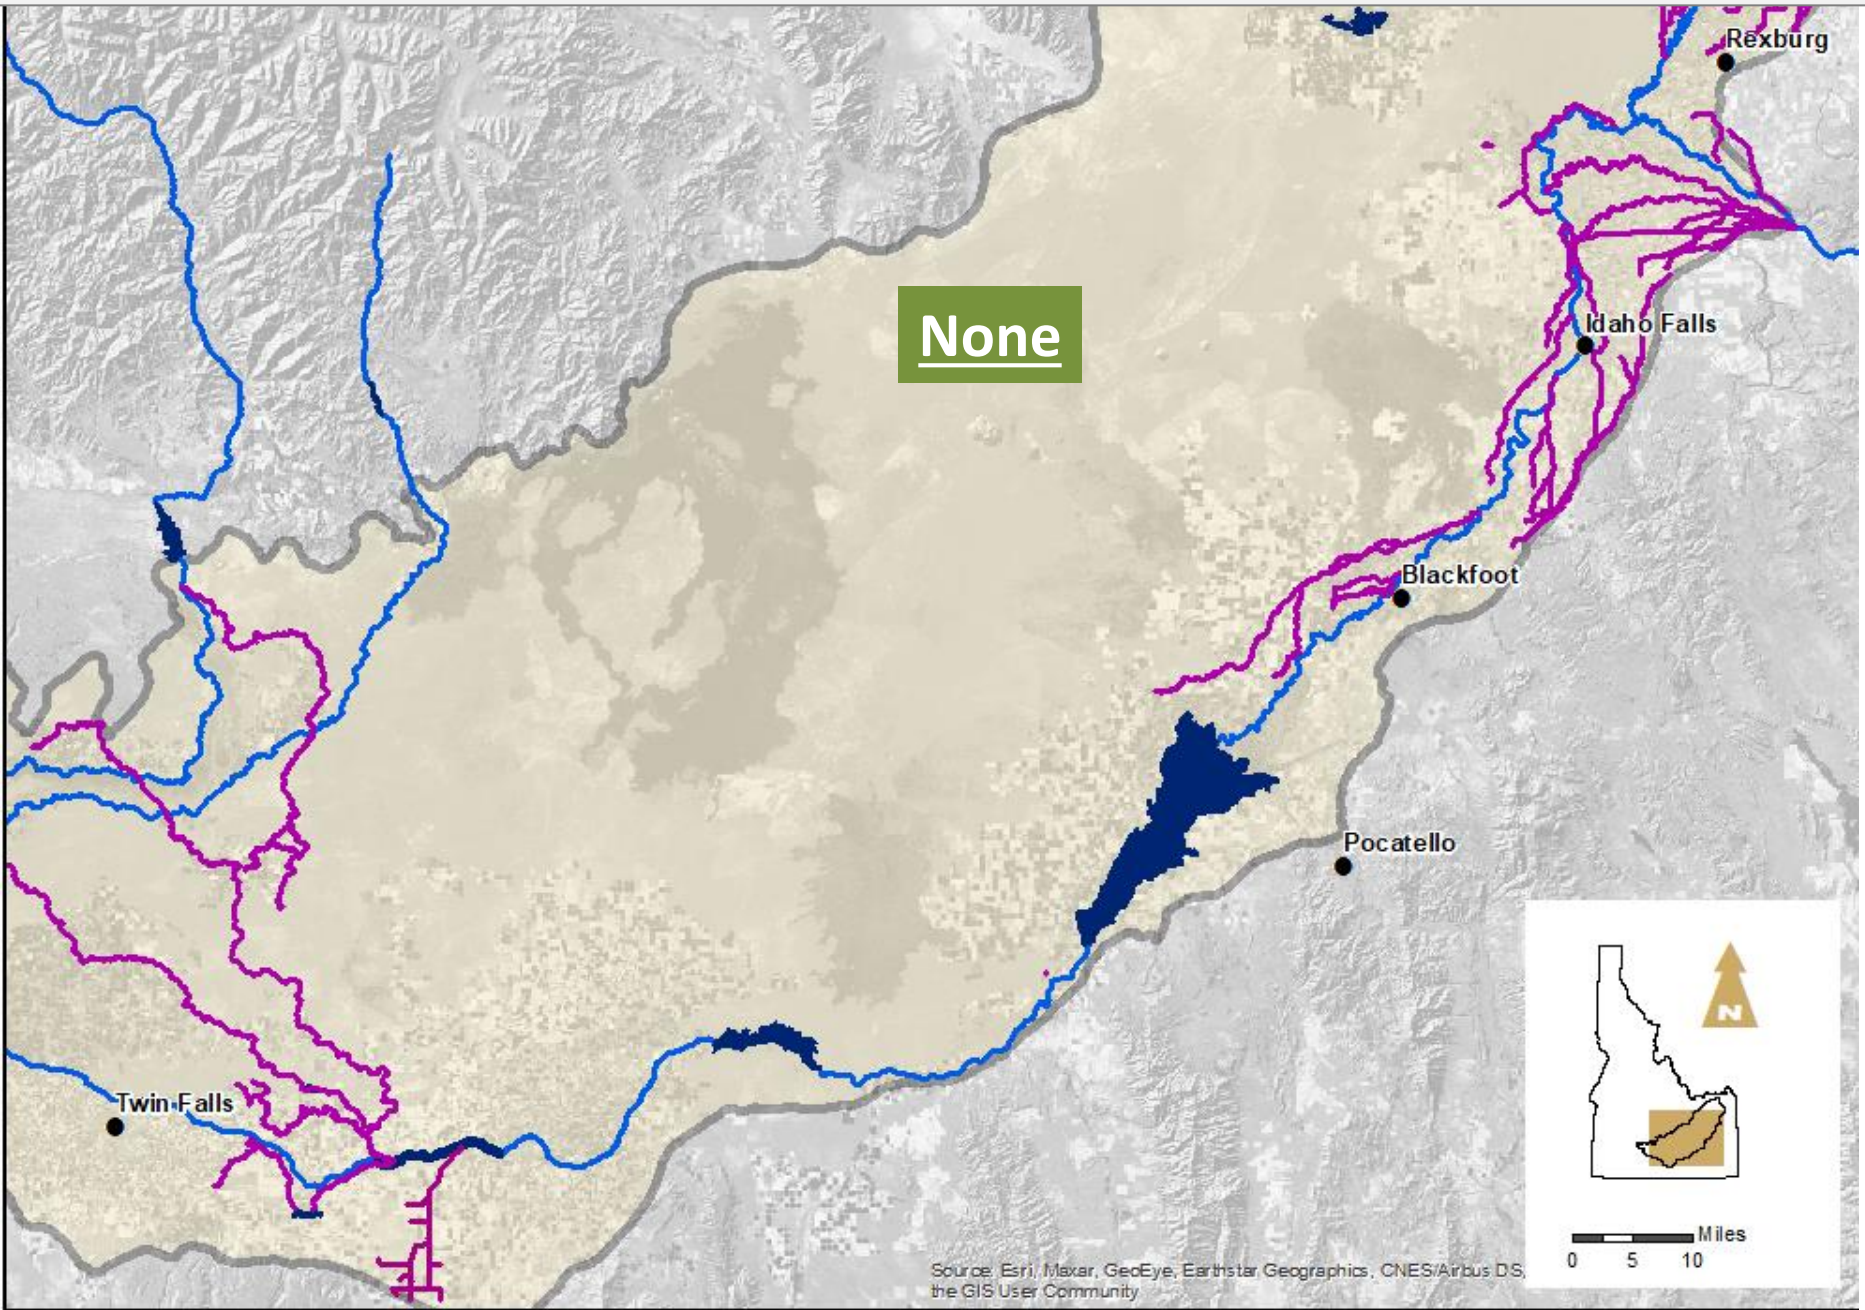 Rexburg
None
Idaho Falls
Blackfoot
Pocatello
N
Twin Falls
Miles
0 5 10
Source: Esri, Maxar, GeoEye, Earthstar Geographics, CNES/Airbus DS,
the GIS User Community